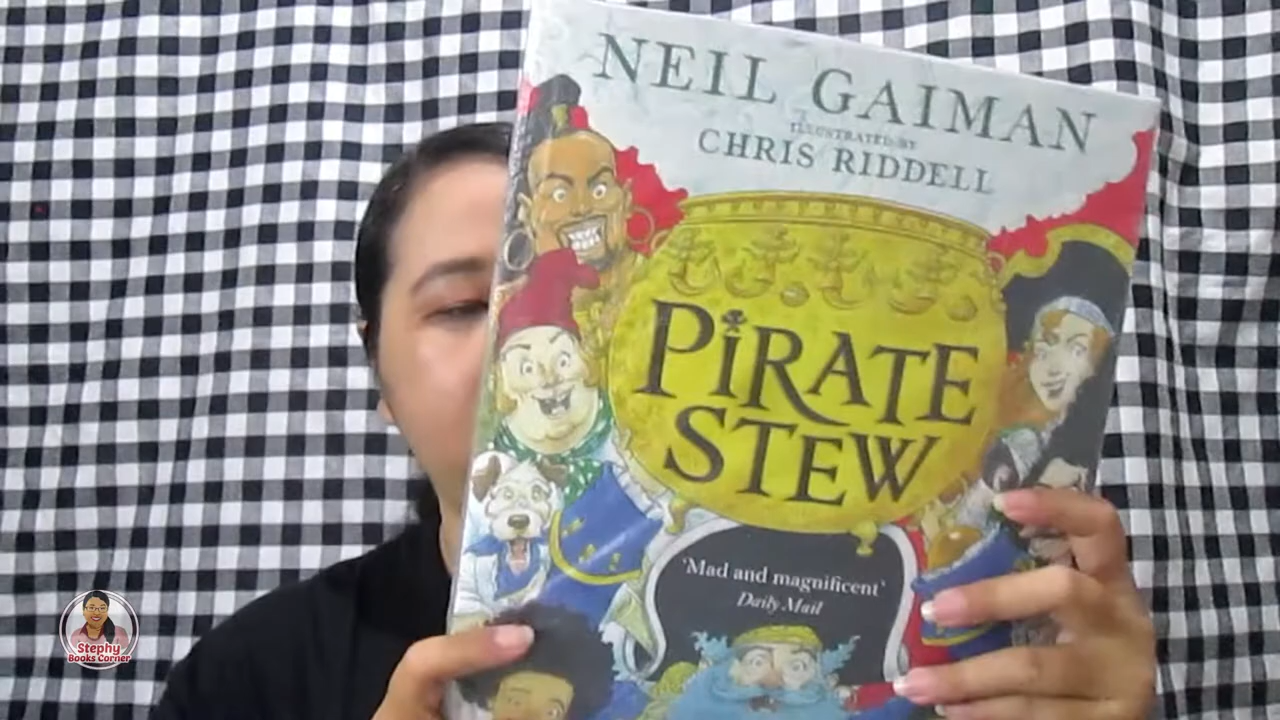 NEIL GAIMAN
ILLUSTRATED BY
CHRIS RIDDELL
PiRATE
STEW
'Mad and magnificent'
Daily Mail
Stephy
Books Corner